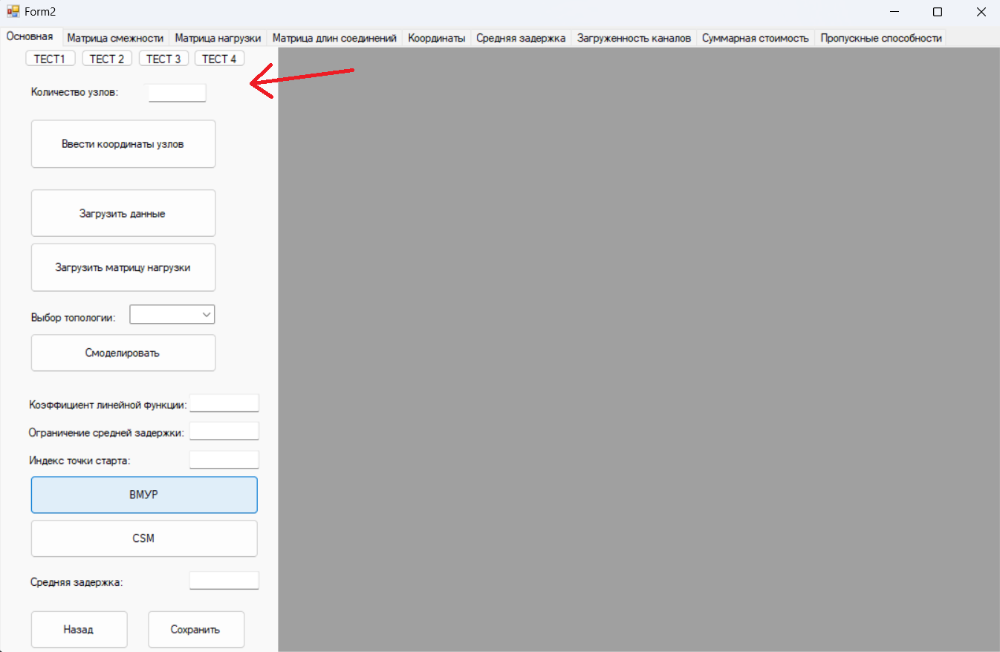 Form2
Основная Матрица смежности Матрица нагрузки Матрица длин соединений Координаты Средняя задержка Загруженность каналов Суммарная стоимость Пропускные способности
ТЕСТ1 ТЕСТ 2 ТЕСТ 3 ТЕСТ 4
Количество узлов:
Ввести координаты узлов
Загрузить данные
Загрузить матрицу нагрузки
Выбор топологии:
Смоделировать
Коэффициент линейной функции:
Ограничение средней задержки:
Индекс точки старта:
ВМУР
CSM
Средняя задержка:
Назад Сохранить